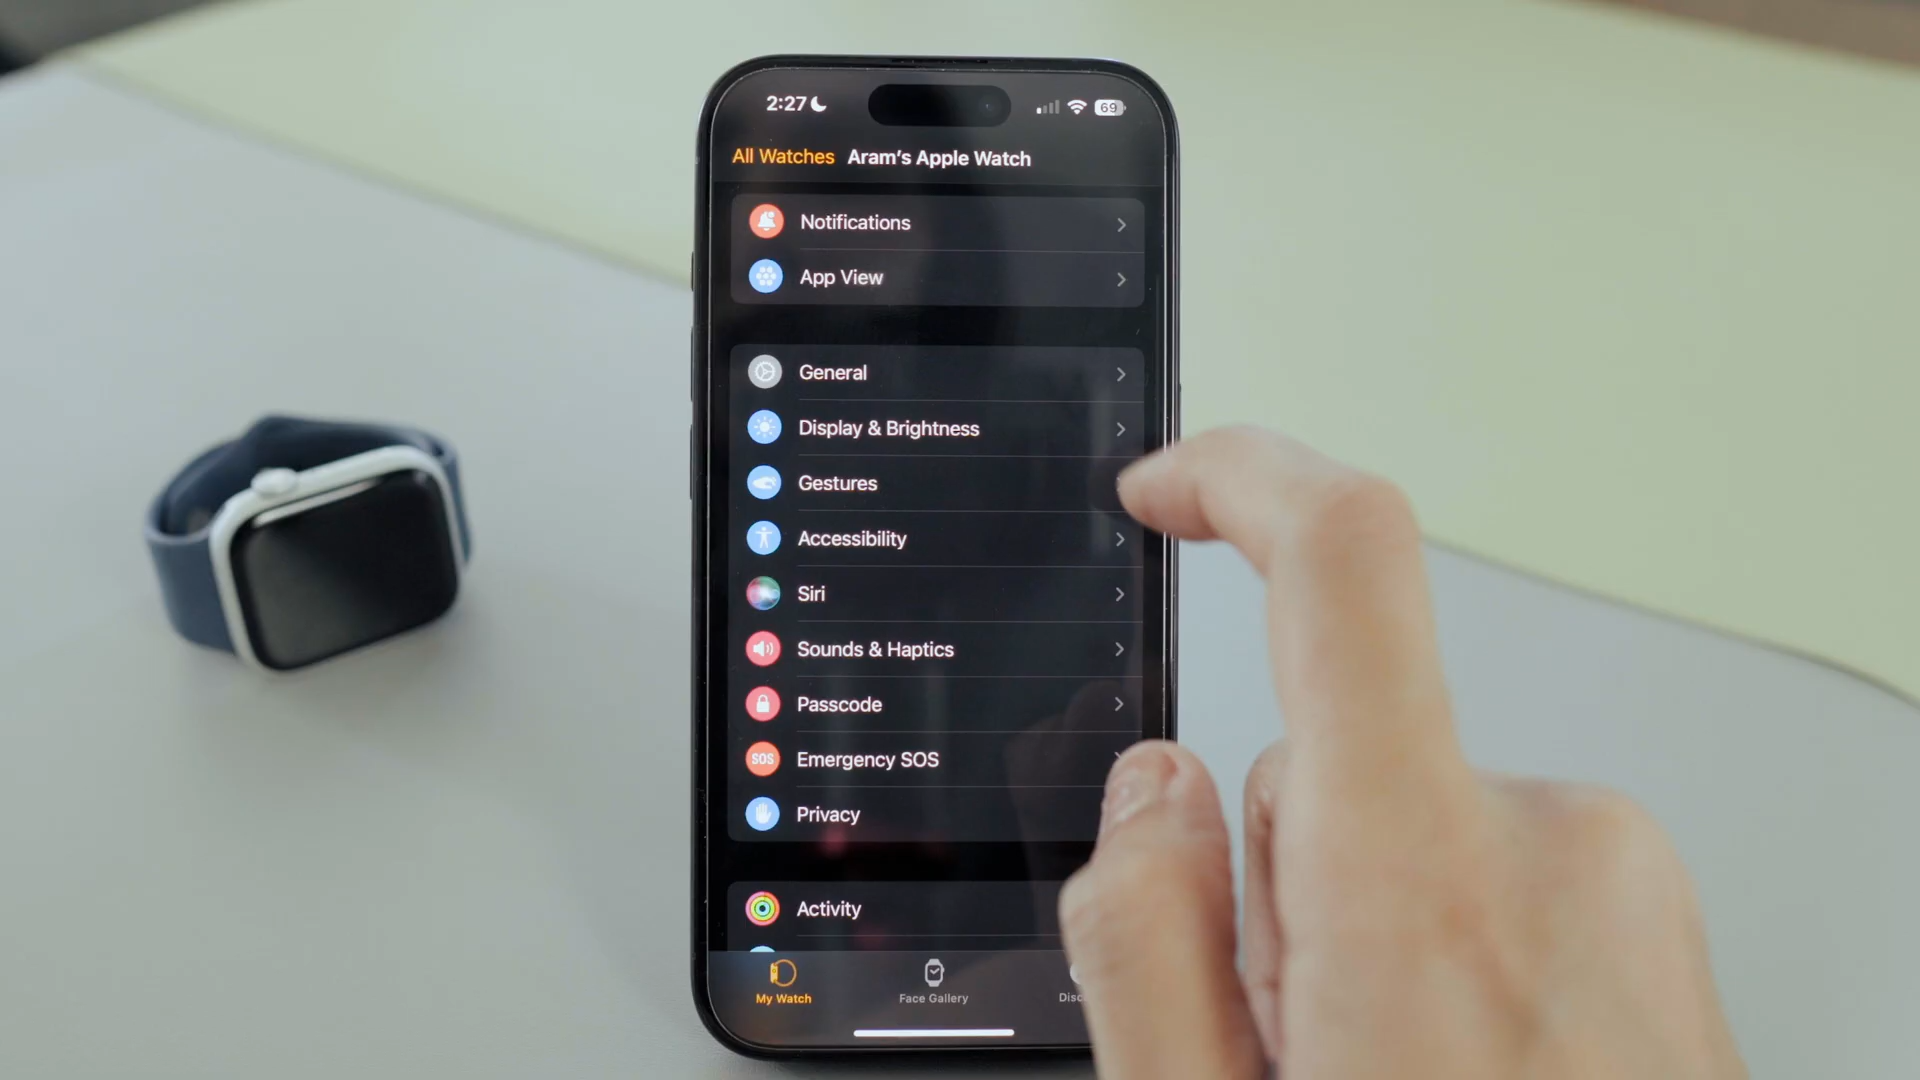 2:27
69
All Watches Aram's Apple Watch
Notifications
App View
General
Display & Brightness
Gestures
Accessibility
Siri
Sounds & Haptics
Passcode
SOS Emergency SOS
Privacy
Activity
My Watch
Face Gallery